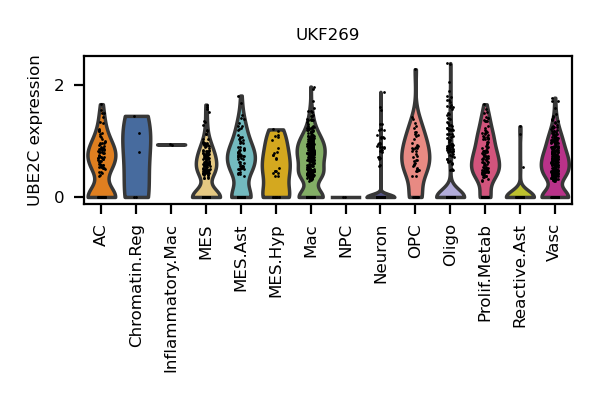 UKF269
UBE2C expression
2
0
AC
Chromatin.Reg
Inflammatory.Mac
MES
MES.Ast
MES.Hyp
Mac
NPC
Neuron
OPC
Oligo
Prolif.Metab
Reactive.Ast
Vasc